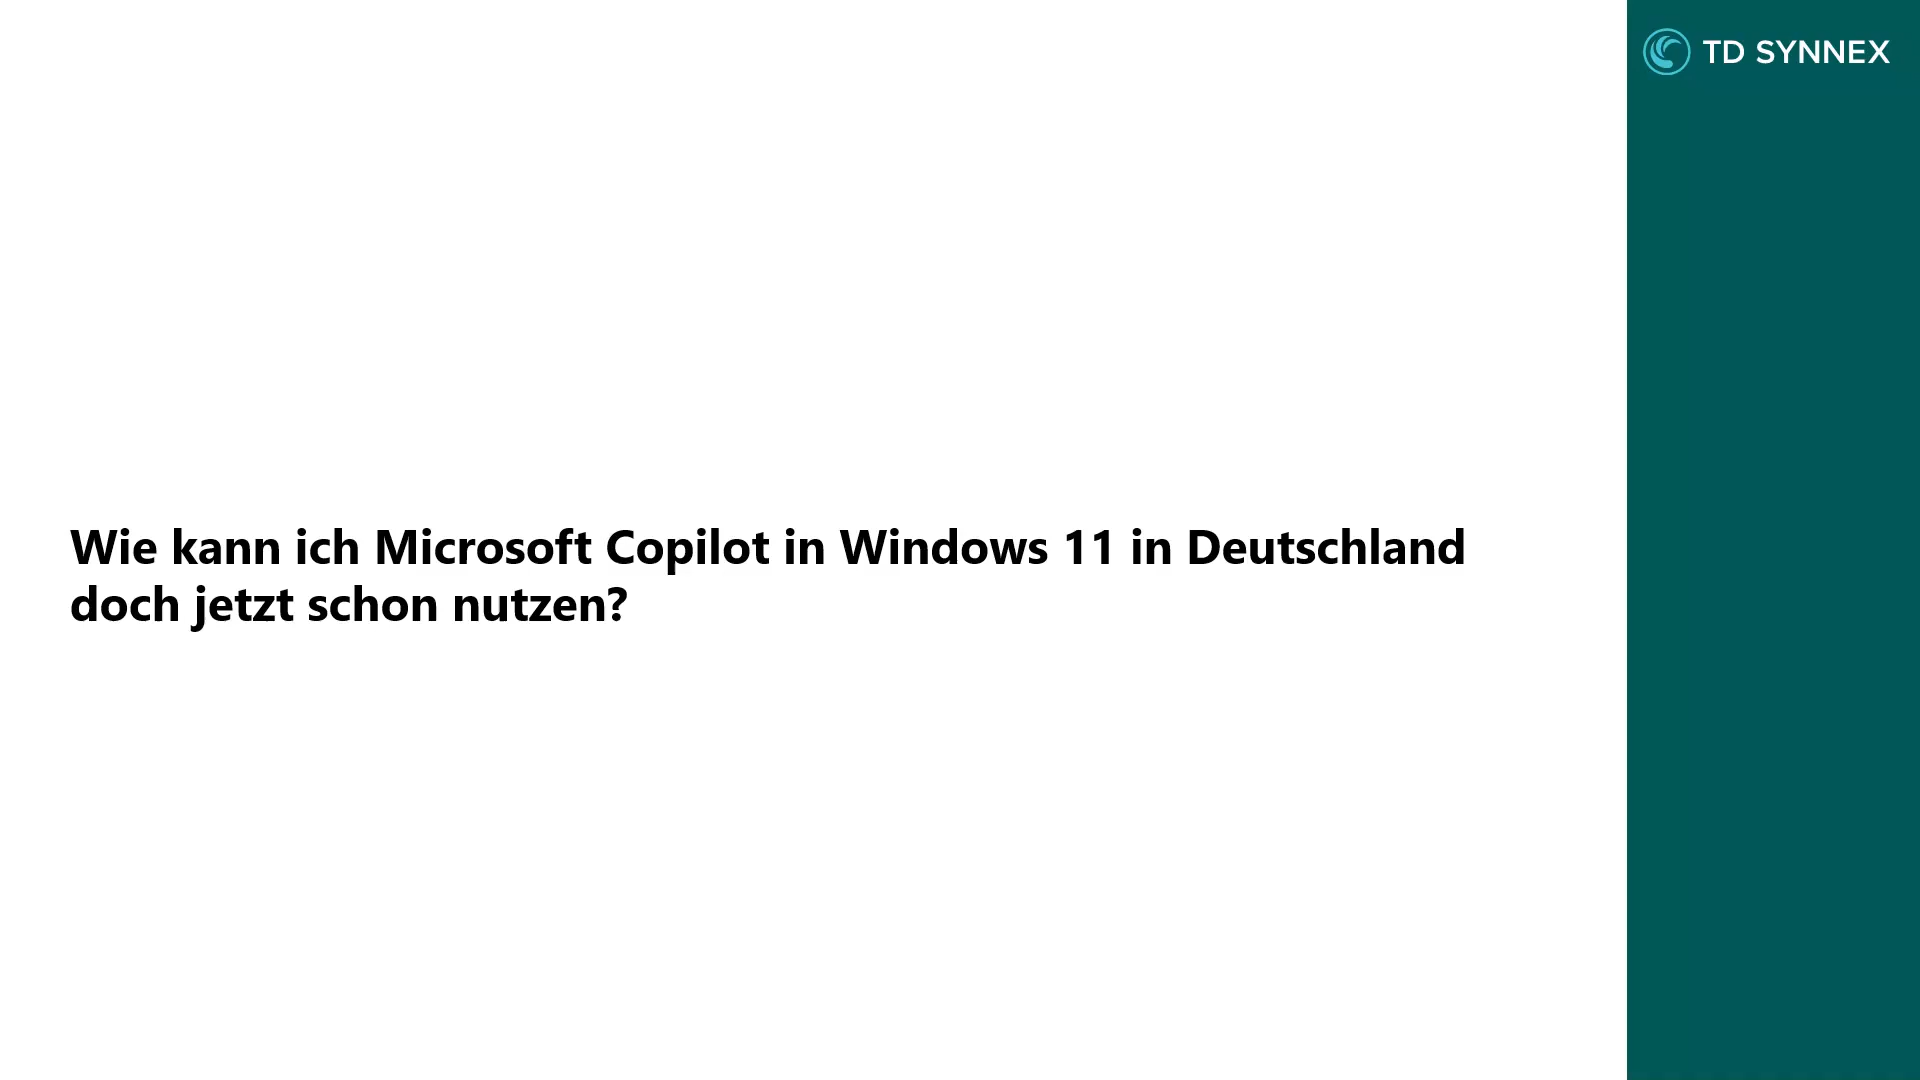 TD SYNNEX
Wie kann ich Microsoft Copilot in Windows 11 in Deutschland
doch jetzt schon nutzen?